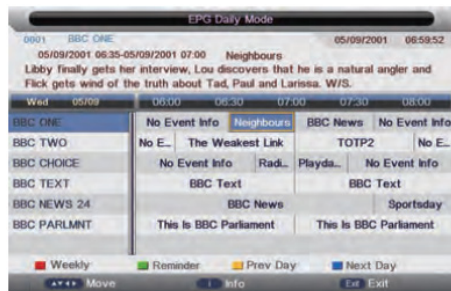 EPG Daily Mode
0001 BBC ONE 05/09/2001 06:59:52
05/09/2001 06:35-05/09/2001 07:00 Neighbours
Libby finally gets her interview, Lou discovers that he is a natural angler and
Flick gets wind of the truth about Tad, Paul and Larissa. W/S.
Wed 05/09 06:00 06:30 07:00 07:30 08:00
BBC ONE No Event Info Neighbours BBC News No Event Info
BBC TWO No E... The Weakest Link TOTP2 No E...
BBC CHOICE No Event Info Radi... Playda... No Event Info
BBC TEXT BBC Text BBC Text
BBC NEWS 24 BBC News Sportsday
BBC PARLMNT This Is BBC Parliament This Is BBC Parliament
Weekly Reminder Prev Day Next Day
Move i Info Exit Exit